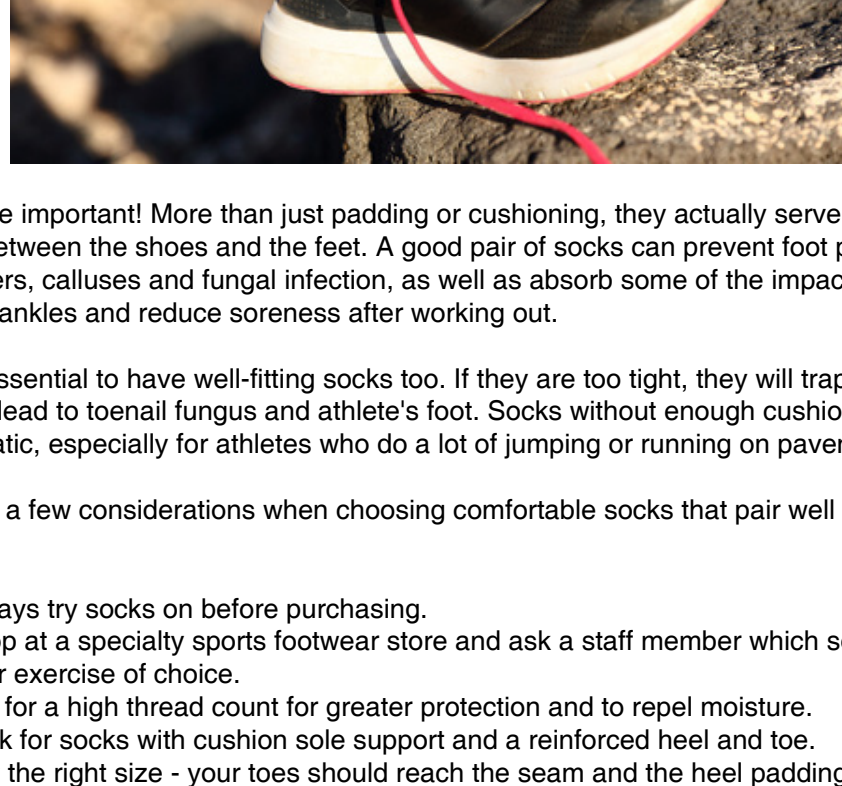 e important! More than just padding or cushioning, they actually serve
etween the shoes and the feet. A good pair of socks can prevent foot p
ers, calluses and fungal infection, as well as absorb some of the impac
ankles and reduce soreness after working out.
ssential to have well-fitting socks too. If they are too tight, they will trap
lead to toenail fungus and athlete's foot. Socks without enough cushio
atic, especially for athletes who do a lot of jumping or running on paver
a few considerations when choosing comfortable socks that pair well
ays try socks on before purchasing.
op at a specialty sports footwear store and ask a staff member which so
r exercise of choice.
for a high thread count for greater protection and to repel moisture.
k for socks with cushion sole support and a reinforced heel and toe.
the right size - your toes should reach the seam and the heel padding